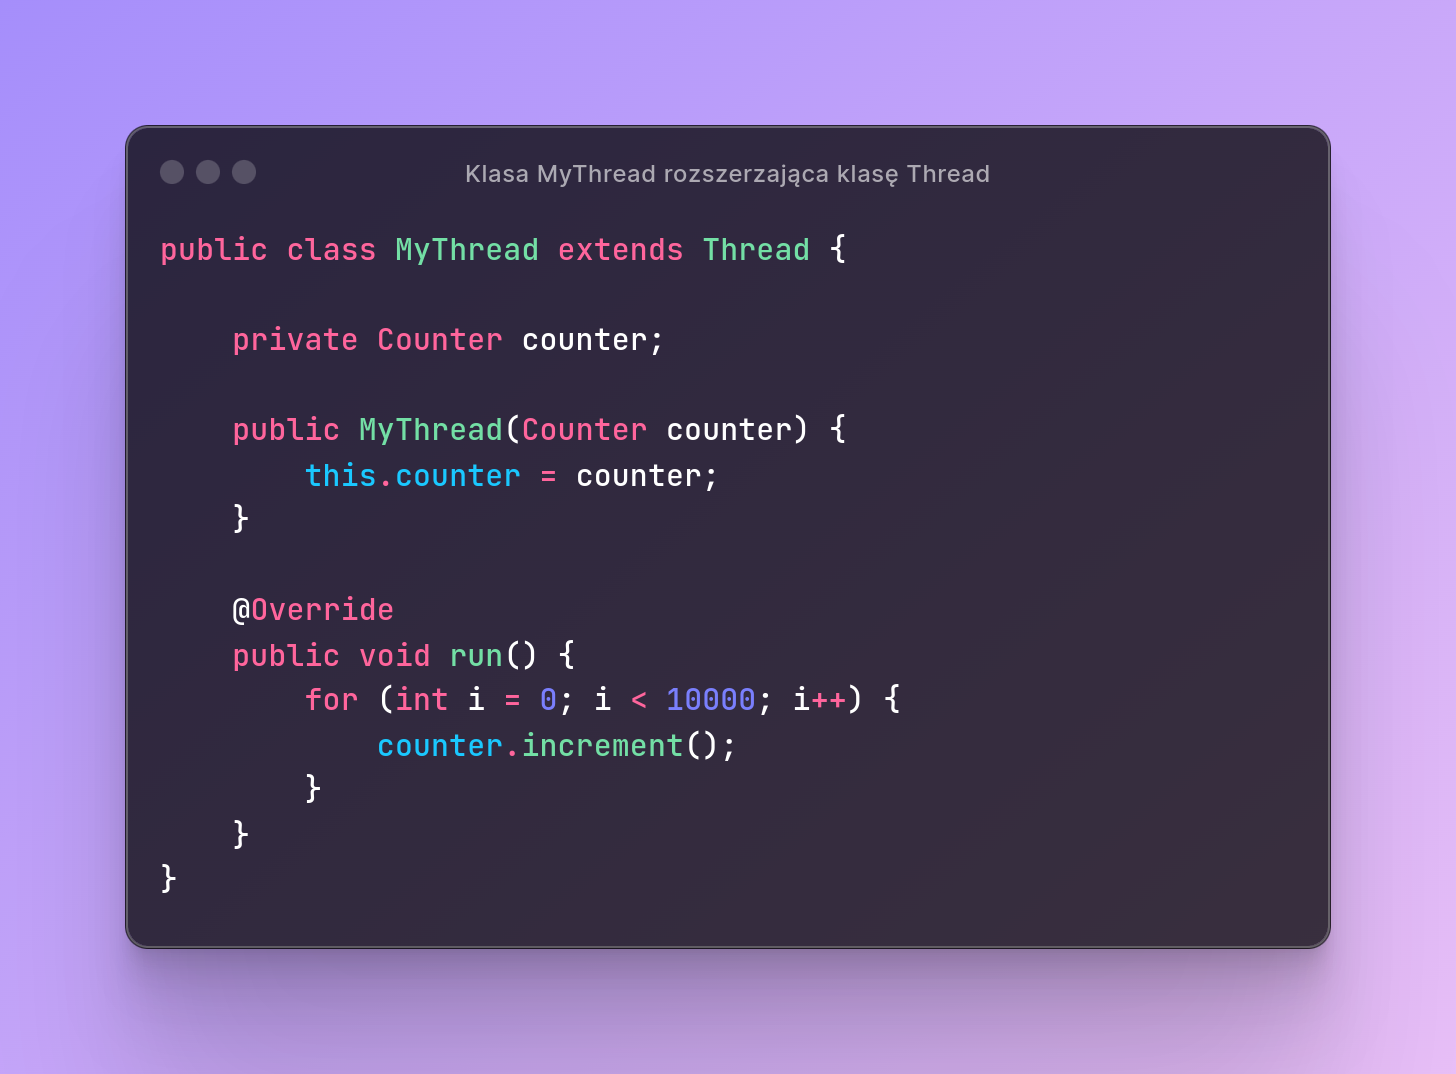 Klasa MyThread rozszerzająca klasę Thread
public class MyThread extends Thread {
    private Counter counter;
    public MyThread(Counter counter) {
        this.counter = counter;
    }
    @Override
    public void run() {
        for (int i = 0; i < 10000; i++) {
            counter.increment();
        }
    }
}